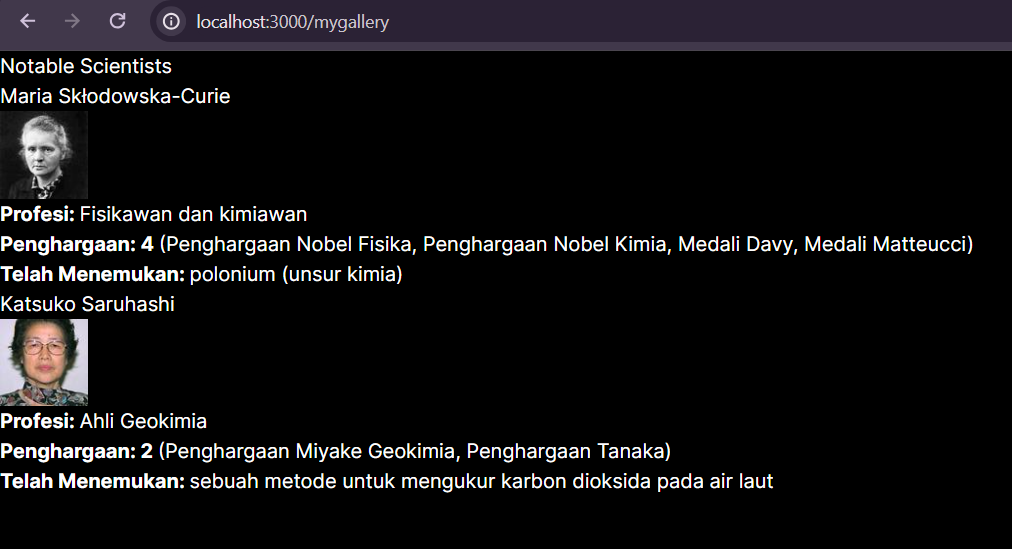 localhost:3000/mygallery
Notable Scientists
Maria Skłodowska-Curie
Profesi: Fisikawan dan kimiawan
Penghargaan: 4 (Penghargaan Nobel Fisika, Penghargaan Nobel Kimia, Medali Davy, Medali Matteucci)
Telah Menemukan: polonium (unsur kimia)
Katsuko Saruhashi
Profesi: Ahli Geokimia
Penghargaan: 2 (Penghargaan Miyake Geokimia, Penghargaan Tanaka)
Telah Menemukan: sebuah metode untuk mengukur karbon dioksida pada air laut